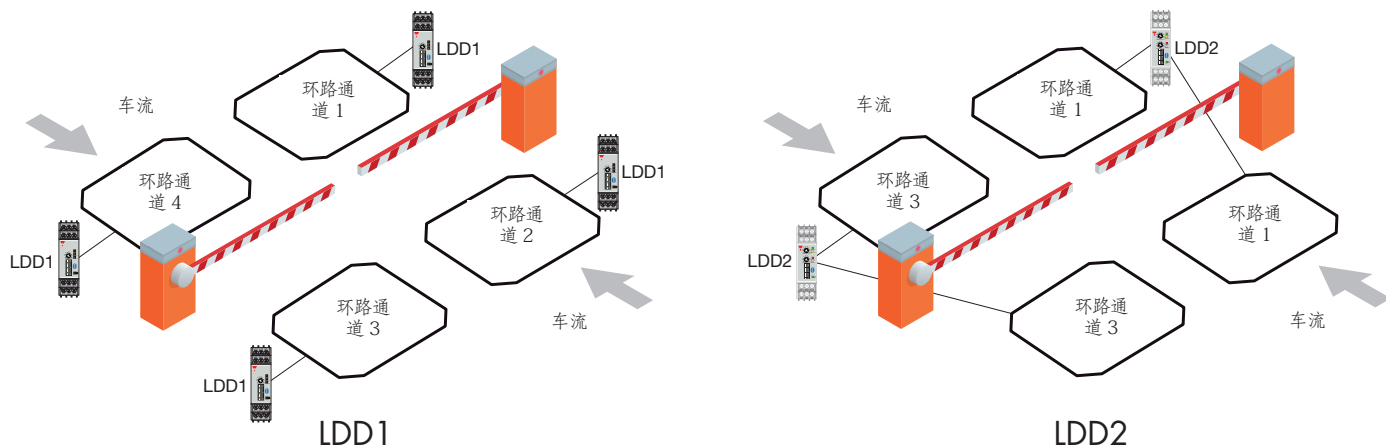 LDD1
环路通
道 1
车流
LDD1
环路通
道 4
环路通
道 2
LDD1
环路通
道 3
车流
LDD1
LDD1
LDD2
环路通
道 1
车流
环路通
道 3
环路通
道 1
LDD2
环路通
道 3
车流
LDD2